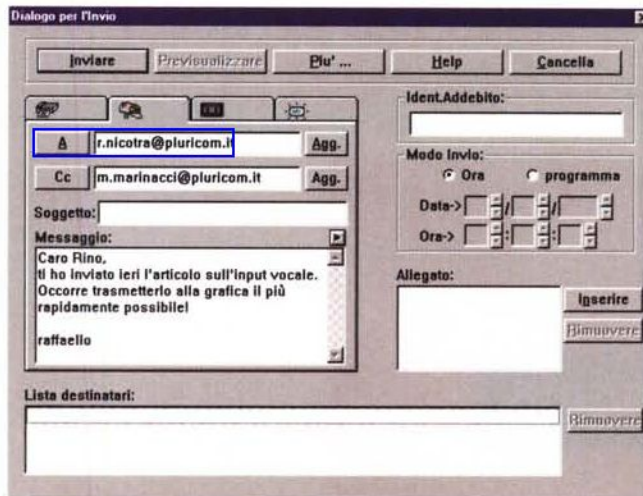 Dialogo per l'Invio
Inviare Previsualizzare Plu' ... Help Cancella
A r.nicotra@pluricom.it Agg.
Cc m.marinacci@pluricom.it Agg.
Soggetto:
Messaggio:
Caro Rino,
ti ho inviato ieri l'articolo sull'input vocale.
Occorre trasmetterlo alla grafica il più
rapidamente possibile!
raffaello
Ident.Addebito:
Modo Invio:
Ora programma
Data-> / /
Ora-> : :
Allegato:
Inserire
Rimuovere
Lista destinatari:
Rimuovere